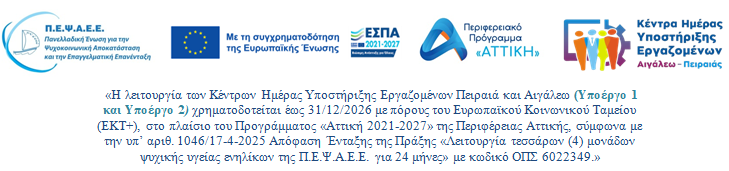 Π.Ε.Ψ.Α.Ε.Ε.
Πανελλαδική Ένωση για την
Ψυχοκοινωνική Αποκατάσταση
και την Επαγγελματική Επανένταξη
Με τη συγχρηματοδότηση
της Ευρωπαϊκής Ένωσης
ΕΣΠΑ
2021-2027
Περιφερειακό
Πρόγραμμα
«ΑΤΤΙΚΗ»
Κέντρα Ημέρας
Υποστήριξης
Εργαζομένων
Αιγάλεω – Πειραιάς
«Η λειτουργία των Κέντρων Ημέρας Υποστήριξης Εργαζομένων Πειραιά και Αιγάλεω (Υποέργο 1
και Υποέργο 2) χρηματοδοτείται έως 31/12/2026 με πόρους του Ευρωπαϊκού Κοινωνικού Ταμείου
(ΕΚΤ+), στο πλαίσιο του Προγράμματος «Αττική 2021-2027» της Περιφέρειας Αττικής, σύμφωνα με
την υπ’ αριθ. 1046/17-4-2025 Απόφαση Ένταξης της Πράξης «Λειτουργία τεσσάρων (4) μονάδων
ψυχικής υγείας ενηλίκων της Π.Ε.Ψ.Α.Ε.Ε. για 24 μήνες» με κωδικό ΟΠΣ 6022349.»